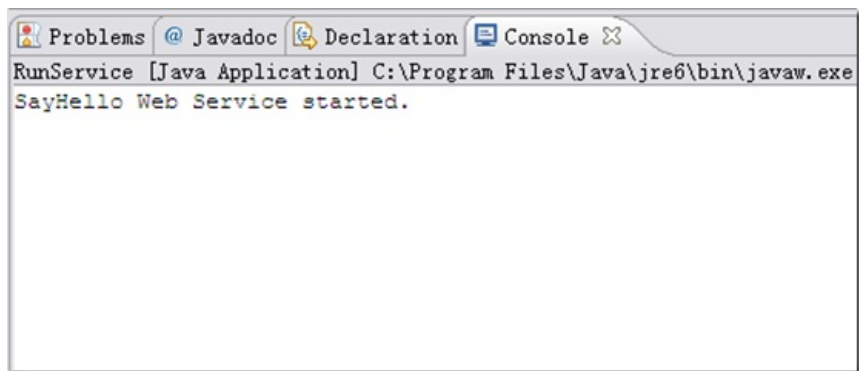 Problems @ Javadoc Declaration Console
RunService [Java Application] C:\Program Files\Java\jre6\bin\javaw.exe
SayHello Web Service started.